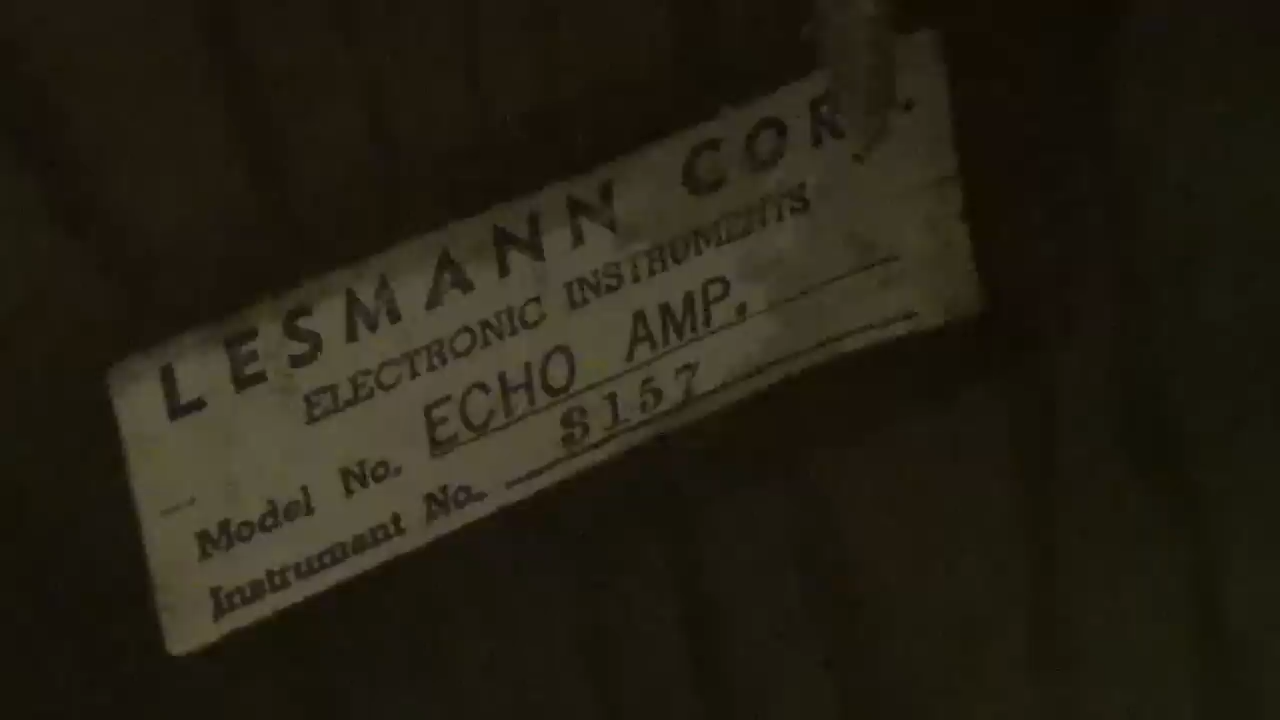 LESMANN COR .
ELECTRONIC INSTRUMENTS
Model No. ECHO AMP.
Instrument No. S157